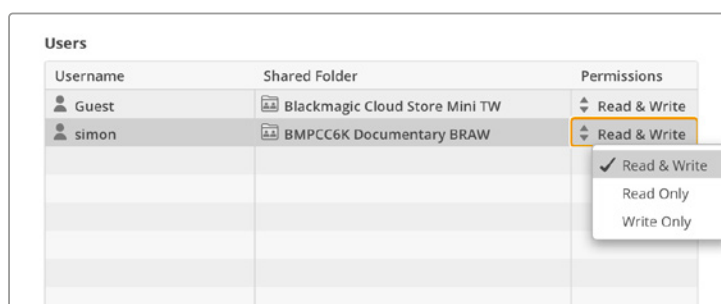 Users
Username Shared Folder Permissions
Guest Blackmagic Cloud Store Mini TW Read & Write
simon BMPCC6K Documentary BRAW Read & Write
Read & Write
Read Only
Write Only